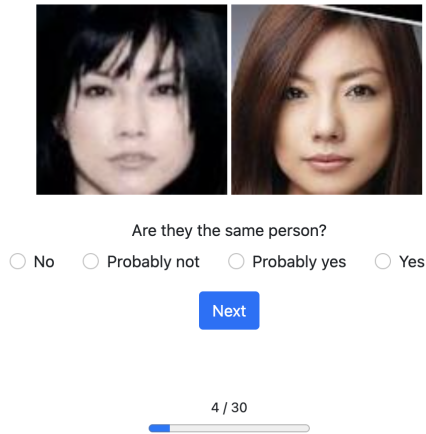 Are they the same person?
No Probably not Probably yes Yes
Next
4 / 30